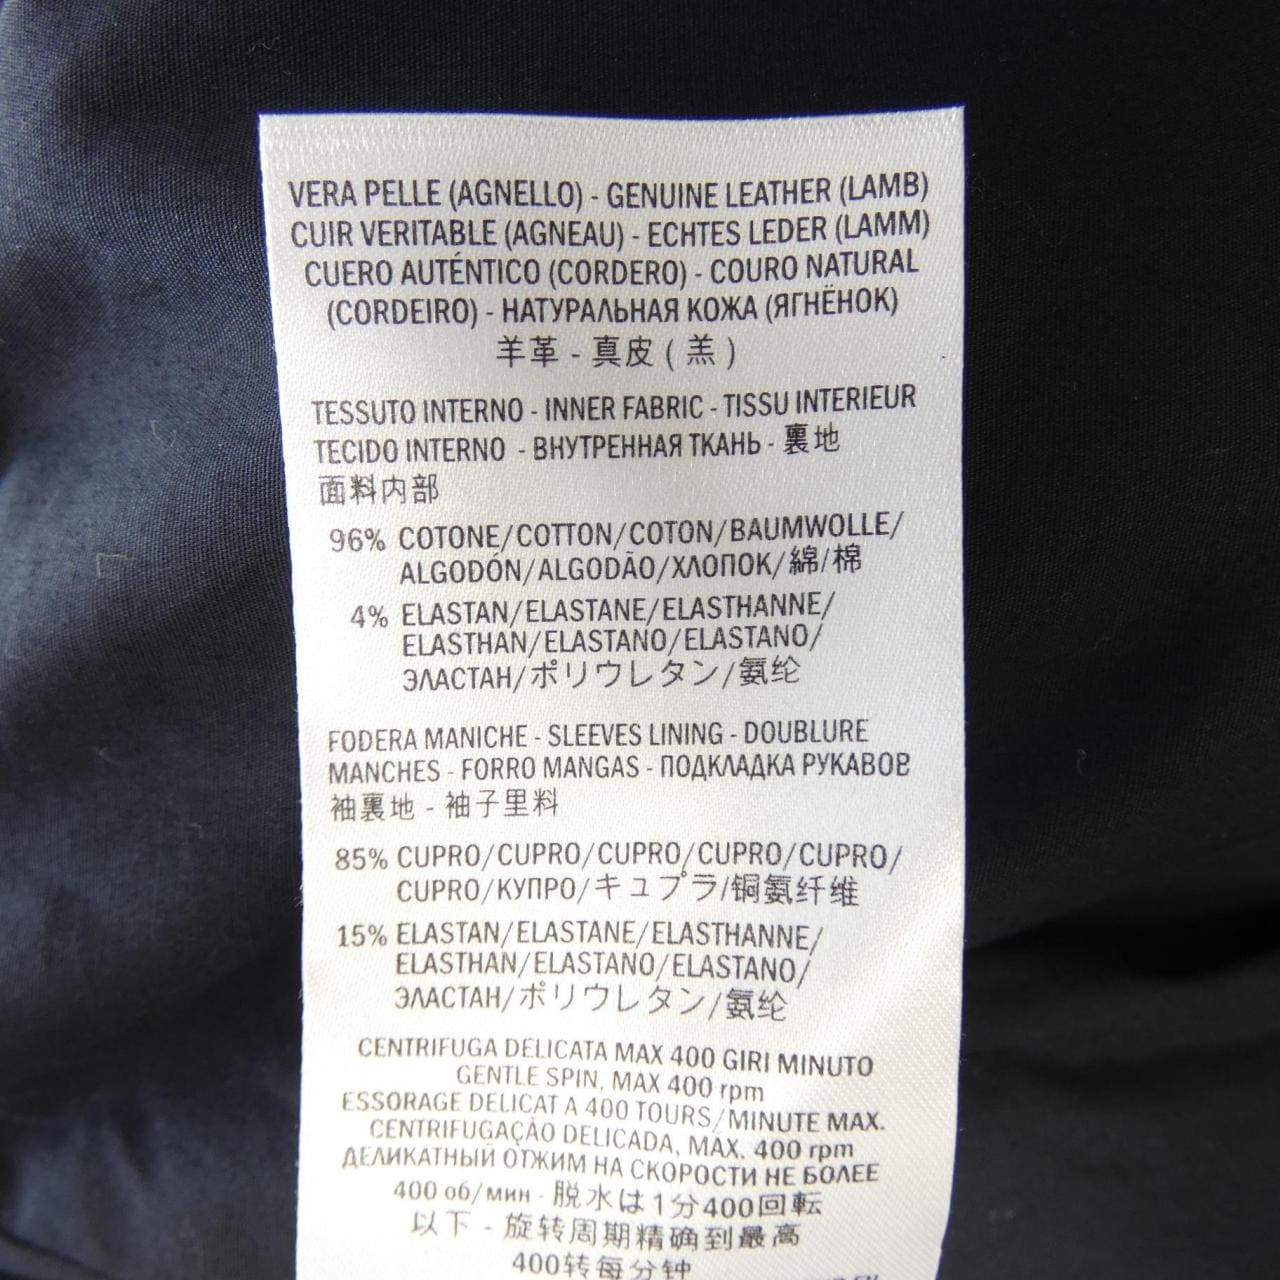 VERA PELLE (AGNELLO) - GENUINE LEATHER (LAMB)
CUIR VERITABLE (AGNEAU) - ECHTES LEDER (LAMM)
CUERO AUTÉNTICO (CORDERO) - COURO NATURAL
(CORDEIRO) - НАТУРАЛЬНАЯ КОЖА (ЯГНЁНОК)
羊革 - 真皮 ( 羔 )
TESSUTO INTERNO - INNER FABRIC - TISSU INTERIEUR
TECIDO INTERNO - ВНУТРЕННАЯ ТКАНЬ - 裏地
面料内部
96% COTONE/COTTON/COTON/BAUMWOLLE/
ALGODÓN/ALGODÃO/ХЛОПОК/綿/棉
4% ELASTAN/ELASTANE/ELASTHANNE/
ELASTHAN/ELASTANO/ELASTANO/
ЭЛАСТАН/ポリウレタン/氨纶
FODERA MANICHE - SLEEVES LINING - DOUBLURE
MANCHES - FORRO MANGAS - ПОДКЛАДКА РУКАВОВ
袖裏地 - 袖子里料
85% CUPRO/CUPRO/CUPRO/CUPRO/CUPRO/
CUPRO/КУПРО/キュプラ/铜氨纤维
15% ELASTAN/ELASTANE/ELASTHANNE/
ELASTHAN/ELASTANO/ELASTANO/
ЭЛАСТАН/ポリウレタン/氨纶
CENTRIFUGA DELICATA MAX 400 GIRI MINUTO
GENTLE SPIN, MAX 400 rpm
ESSORAGE DELICAT A 400 TOURS/MINUTE MAX.
CENTRIFUGAÇÃO DELICADA, MAX. 400 rpm
ДЕЛИКАТНЫЙ ОТЖИМ НА СКОРОСТИ НЕ БОЛЕЕ
400 об/мин - 脱水は1分400回転
以下 - 旋转周期精确到最高
400转每分钟